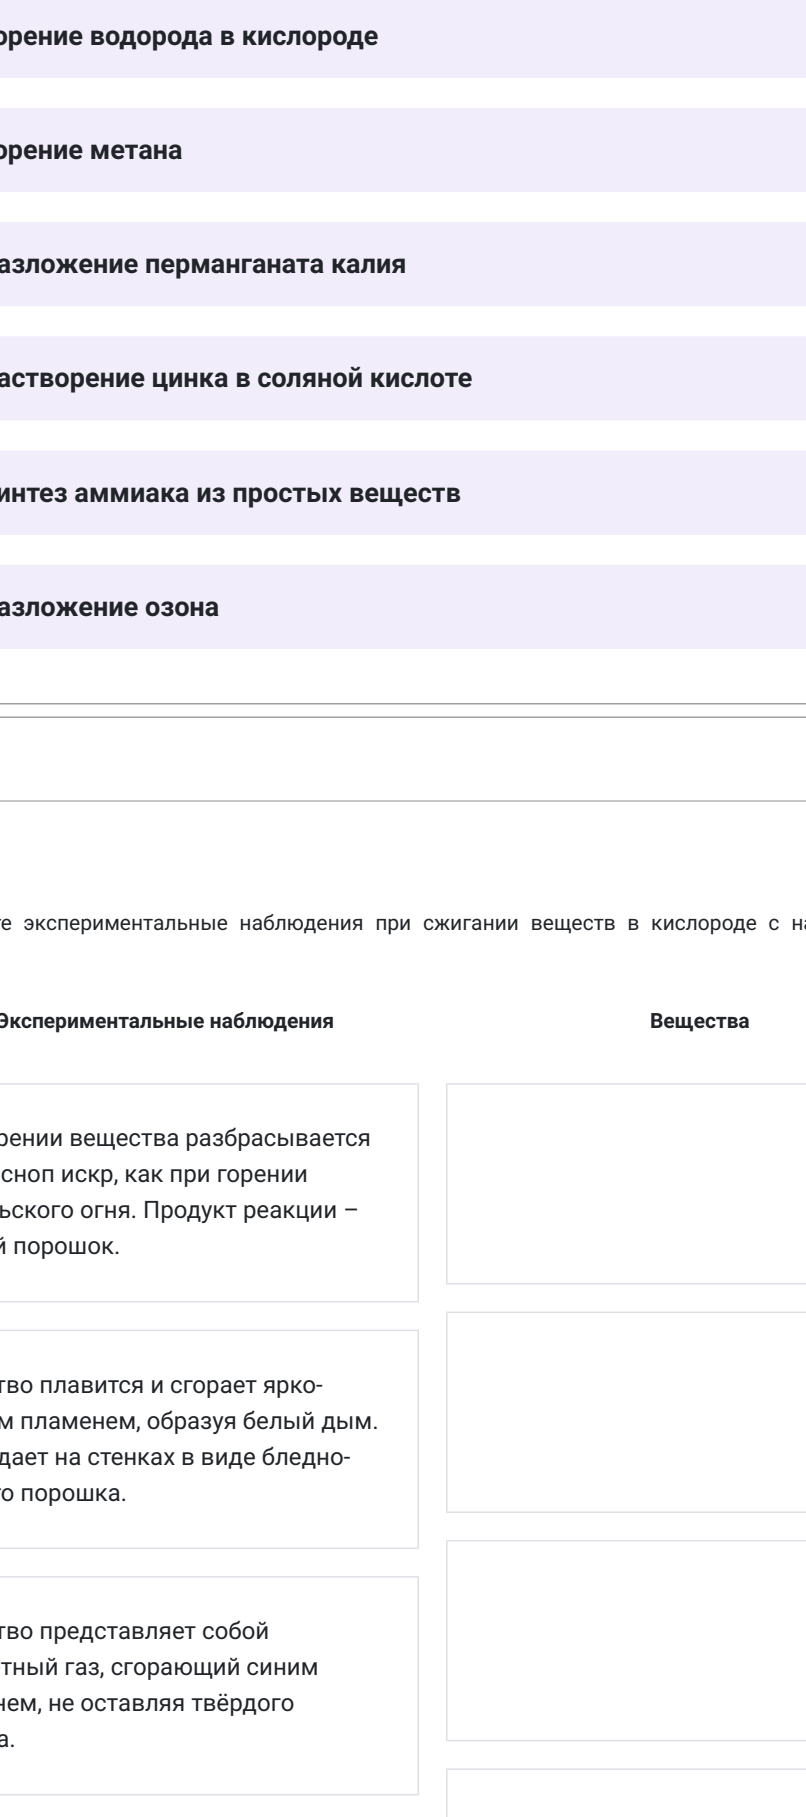 орение водорода в кислороде
орение метана
азложение перманганата калия
астворение цинка в соляной кислоте
интез аммиака из простых веществ
азложение озона
те экспериментальные наблюдения при сжигании веществ в кислороде с на
Экспериментальные наблюдения
Вещества
рении вещества разбрасывается
сноп искр, как при горении
ьского огня. Продукт реакции –
й порошок.
тво плавится и сгорает ярко-
м пламенем, образуя белый дым.
дает на стенках в виде бледно-
го порошка.
тво представляет собой
тный газ, сгорающий синим
нем, не оставляя твёрдого
а.